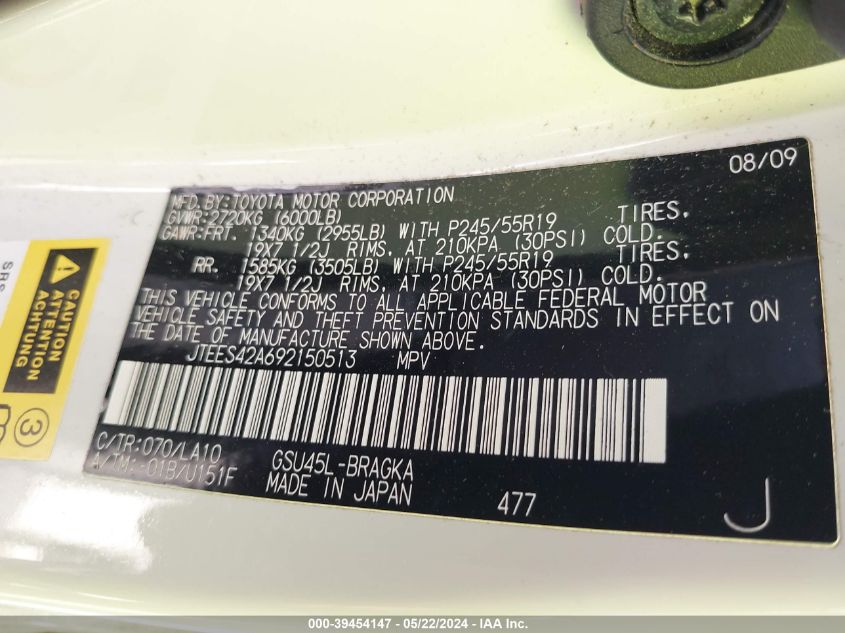 08/09
MFD.BY:TOYOTA MOTOR CORPORATION
GVWR:2720KG (6000LB)
GAWR:FRT. 1340KG (2955LB) WITH P245/55R19 TIRES.
19X7 1/2J RIMS. AT 210KPA (30PSI) COLD.
RR. 1585KG (3505LB) WITH P245/55R19 TIRES.
19X7 1/2J RIMS. AT 210KPA (30PSI) COLD.
THIS VEHICLE CONFORMS TO ALL APPLICABLE FEDERAL MOTOR
VEHICLE SAFETY AND THEFT PREVENTION STANDARDS IN EFFECT ON
THE DATE OF MANUFACTURE SHOWN ABOVE.
JTEES42A692150513 MPV
C/TR:070/LA10 GSU45L-BRAGKA
A/TM:-01B/U151F MADE IN JAPAN 477
J
SRS
CAUTION
ATTENTION
ACHTUNG
3
000-39454147 - 05/22/2024 - IAA Inc.